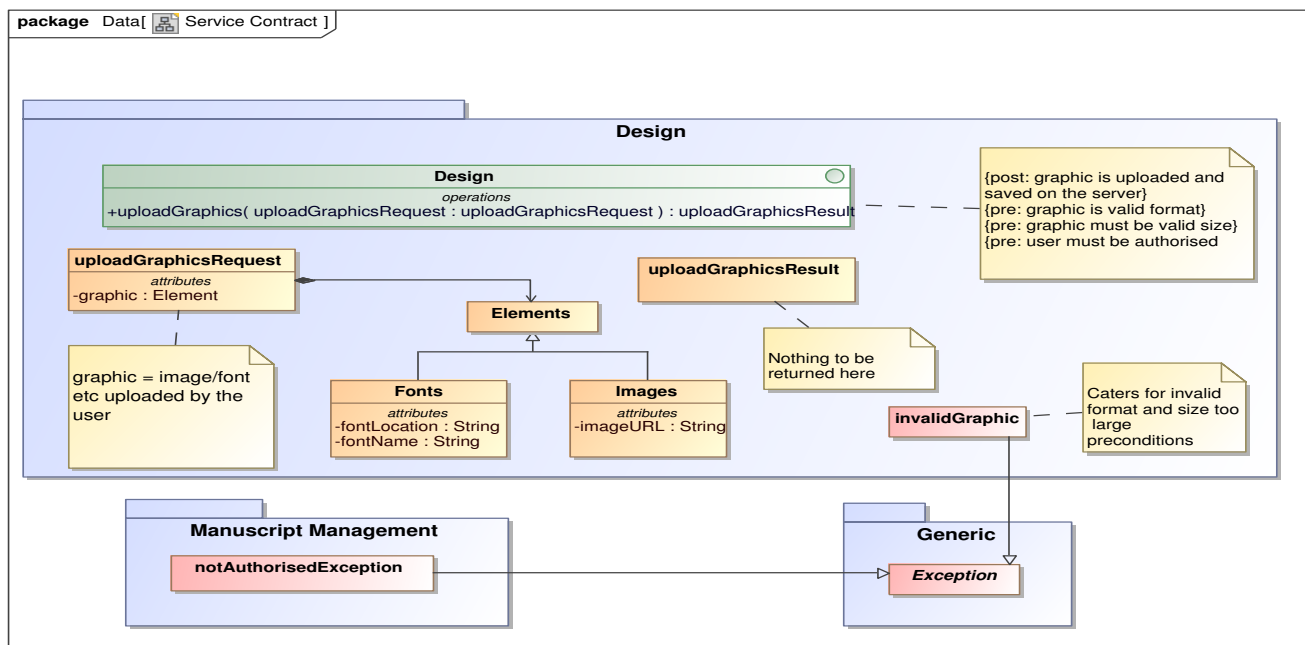 package Data[ Service Contract ]
Design
Design
operations
+uploadGraphics( uploadGraphicsRequest : uploadGraphicsRequest ) : uploadGraphicsResult
{post: graphic is uploaded and
saved on the server}
{pre: graphic is valid format}
{pre: graphic must be valid size}
{pre: user must be authorised
uploadGraphicsRequest
attributes
-graphic : Element
uploadGraphicsResult
Elements
graphic = image/font
etc uploaded by the
user
Nothing to be
returned here
Fonts
attributes
-fontLocation : String
-fontName : String
Images
attributes
-imageURL : String
invalidGraphic
Caters for invalid
format and size too
large
preconditions
Manuscript Management
notAuthorisedException
Generic
Exception